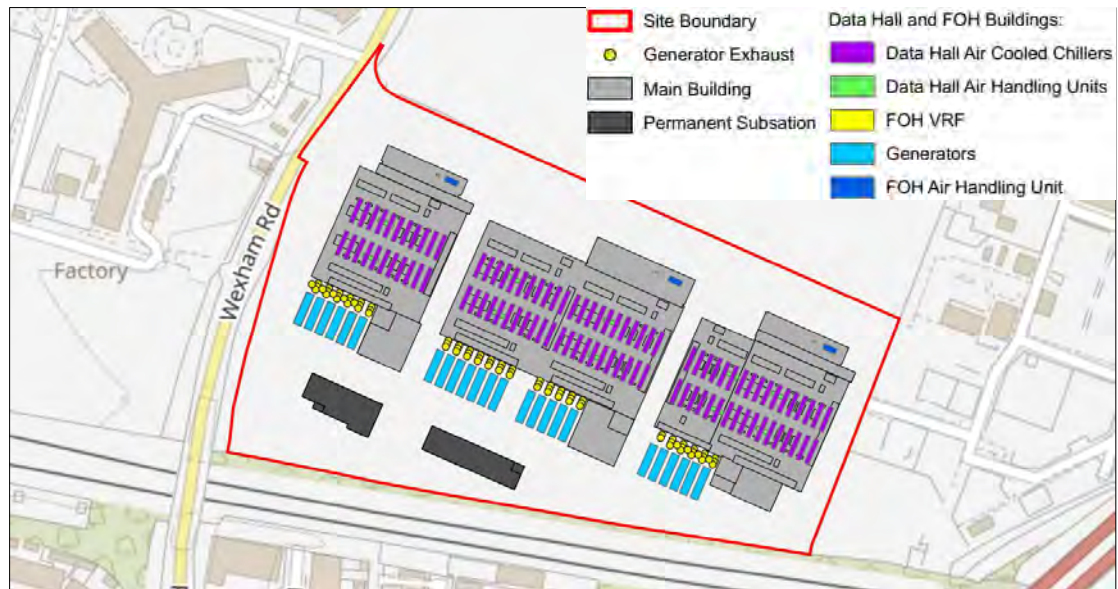 Site Boundary
Generator Exhaust
Main Building
Permanent Subsation
Data Hall and FOH Buildings:
Data Hall Air Cooled Chillers
Data Hall Air Handling Units
FOH VRF
Generators
FOH Air Handling Unit
Wexham Rd
Factory